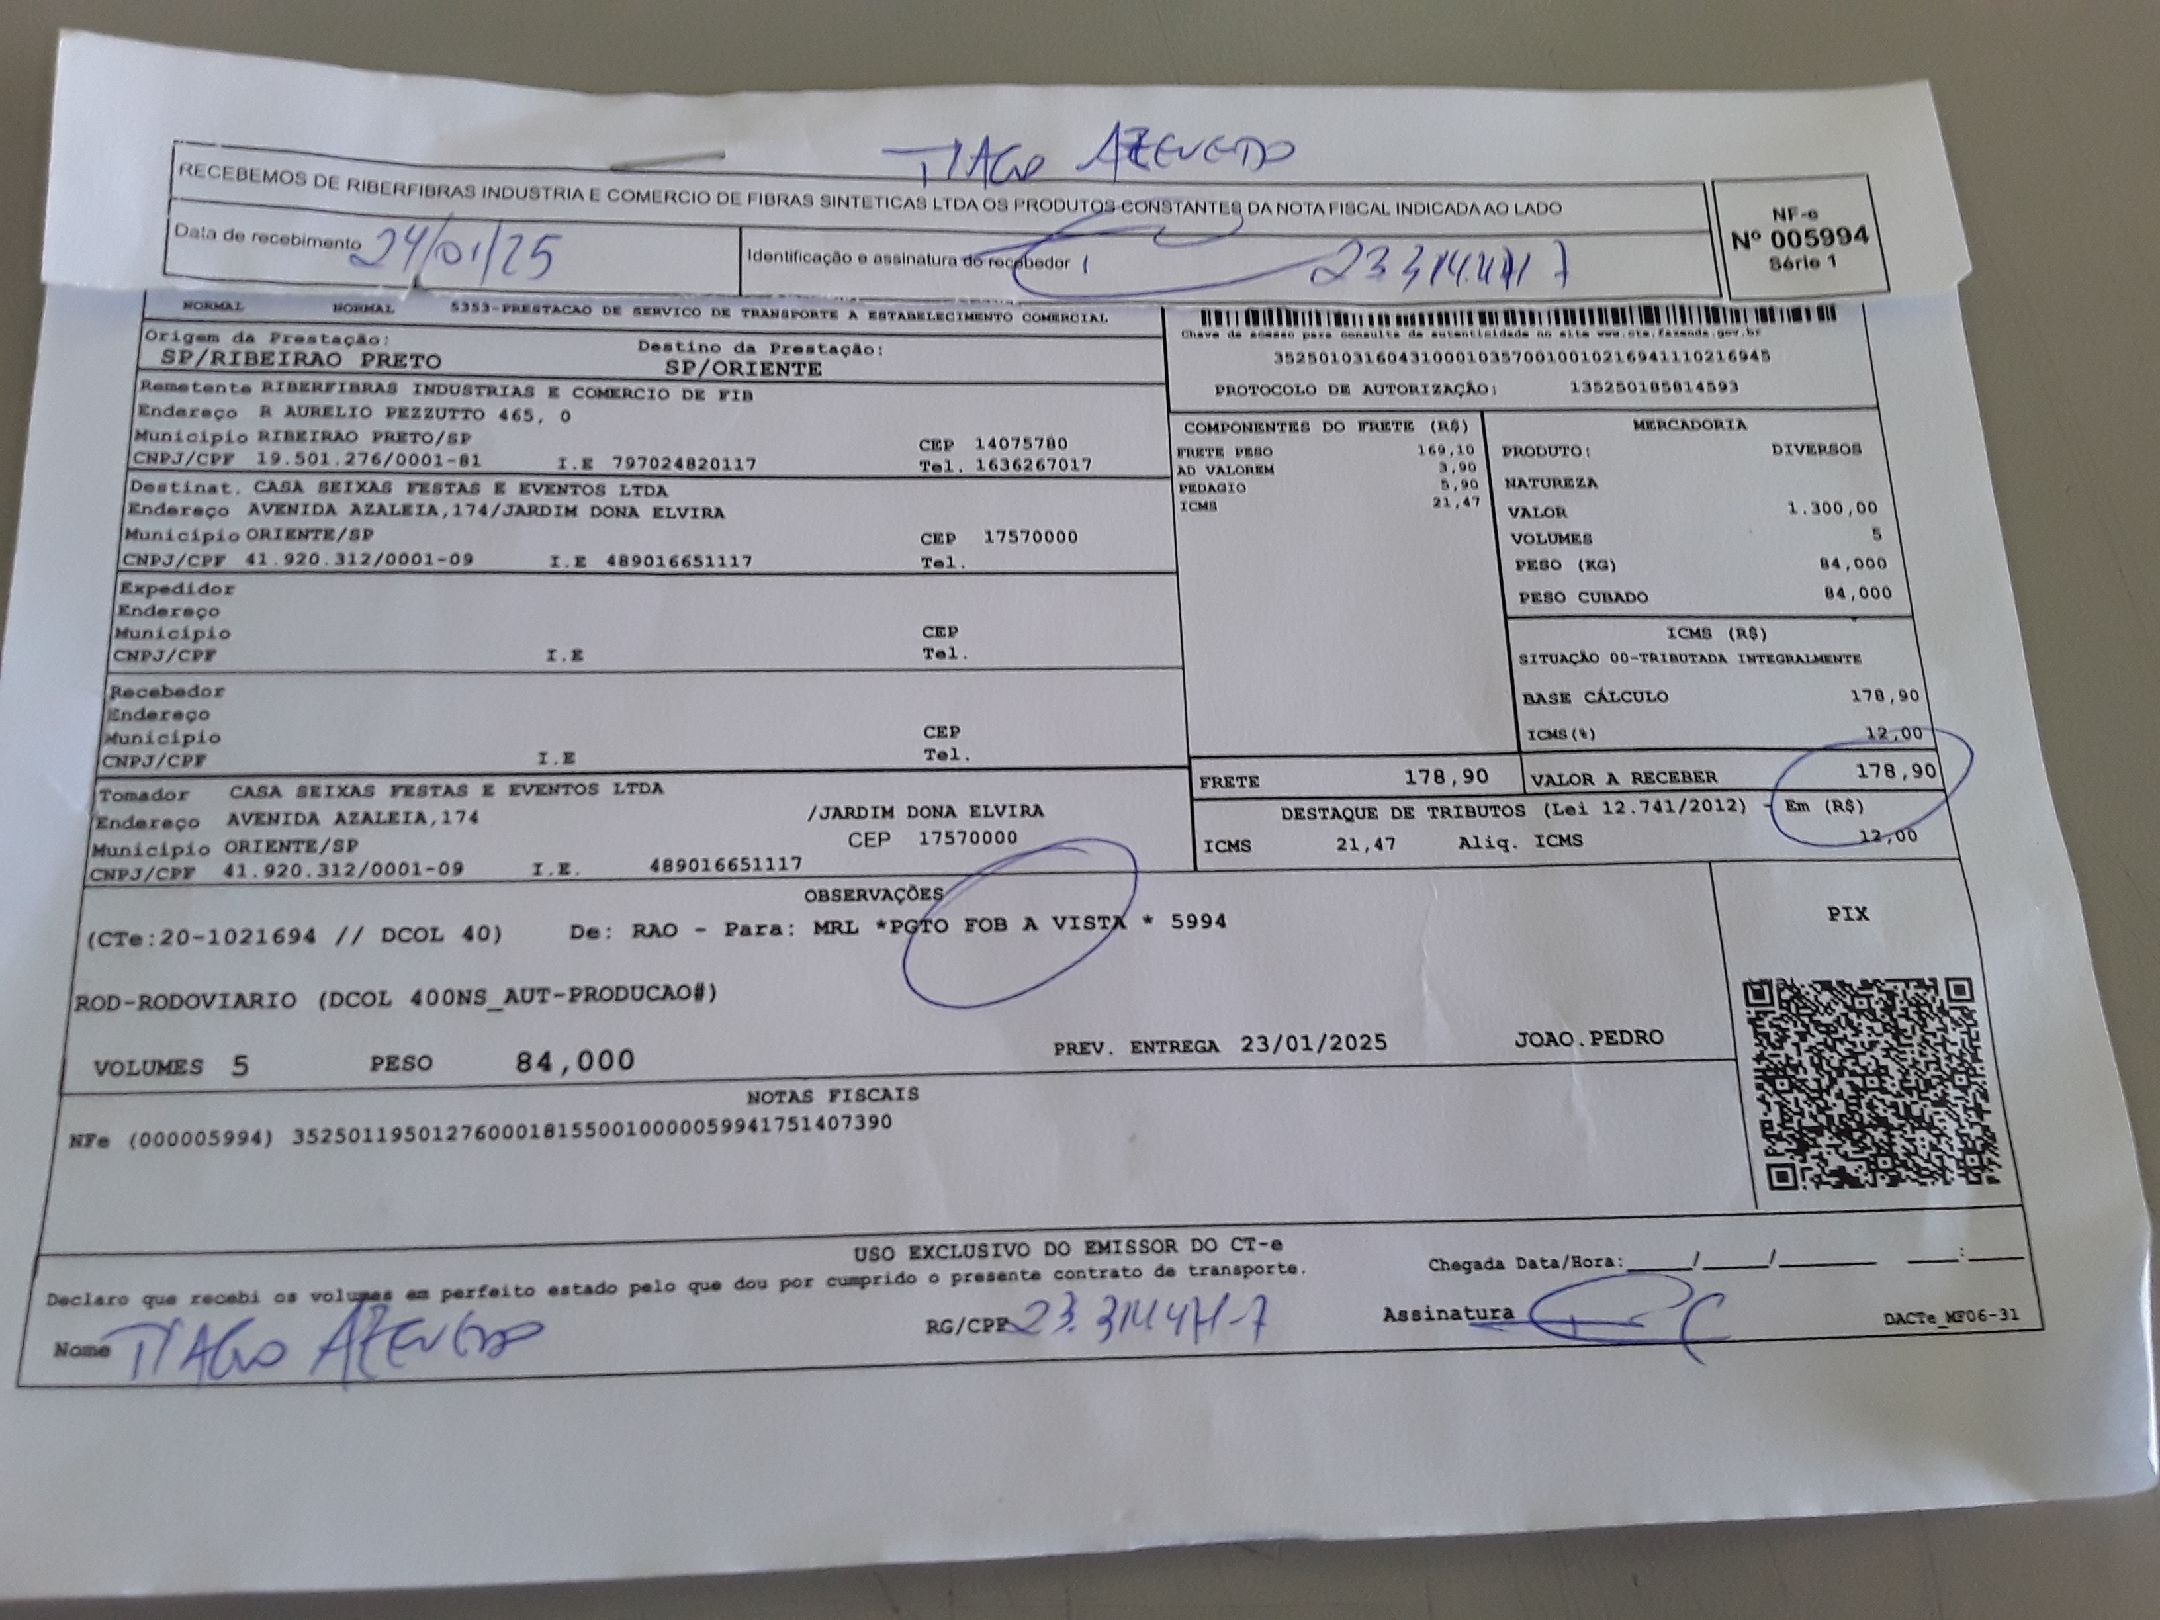 TIAGO AZEVEDO
RECEBEMOS DE RIBERFIBRAS INDUSTRIA E COMERCIO DE FIBRAS SINTETICAS LTDA OS PRODUTOS CONSTANTES DA NOTA FISCAL INDICADA AO LADO
NF-e
Nº 005994
Série 1
Data de recebimento 24/01/25
Identificação e assinatura do recebedor
NORMAL NORMAL 5353-PRESTACAO DE SERVICO DE TRANSPORTE A ESTABELECIMENTO COMERCIAL
Origem da Prestação: Destino da Prestação:
SP/RIBEIRAO PRETO SP/ORIENTE
Remetente RIBERFIBRAS INDUSTRIAS E COMERCIO DE FIB
Endereço R AURELIO PEZZUTTO 465, 0
Município RIBEIRAO PRETO/SP CEP 14075780
CNPJ/CPF 19.501.276/0001-81 I.E 797024820117 Tel. 1636267017
Destinat. CASA SEIXAS FESTAS E EVENTOS LTDA
Endereço AVENIDA AZALEIA,174/JARDIM DONA ELVIRA
Município ORIENTE/SP CEP 17570000
CNPJ/CPF 41.920.312/0001-09 I.E 489016651117 Tel.
Expedidor
Endereço
Município CEP
CNPJ/CPF I.E Tel.
Recebedor
Endereço
Município CEP
CNPJ/CPF I.E Tel.
Tomador CASA SEIXAS FESTAS E EVENTOS LTDA
Endereço AVENIDA AZALEIA,174 /JARDIM DONA ELVIRA
Município ORIENTE/SP CEP 17570000
CNPJ/CPF 41.920.312/0001-09 I.E. 489016651117
Chave de acesso para consulta de autenticidade no site www.cte.fazenda.gov.br
35250103160431000103570010010216941110216945
PROTOCOLO DE AUTORIZAÇÃO: 135250185814593
COMPONENTES DO FRETE (R$)
FRETE PESO 169,10
AD VALOREM 3,90
PEDAGIO 5,90
ICMS 21,47
MERCADORIA
PRODUTO: DIVERSOS
NATUREZA
VALOR 1.300,00
VOLUMES 5
PESO (KG) 84,000
PESO CUBADO 84,000
ICMS (R$)
SITUAÇÃO 00-TRIBUTADA INTEGRALMENTE
BASE CÁLCULO 178,90
ICMS(%) 12,00
FRETE 178,90 VALOR A RECEBER 178,90
DESTAQUE DE TRIBUTOS (Lei 12.741/2012) - Em (R$)
ICMS 21,47 Aliq. ICMS 12,00
OBSERVAÇÕES
(CTe:20-1021694 // DCOL 40) De: RAO - Para: MRL *PGTO FOB A VISTA * 5994
ROD-RODOVIARIO (DCOL 400NS_AUT-PRODUCAO#)
VOLUMES 5 PESO 84,000 PREV. ENTREGA 23/01/2025 JOAO.PEDRO
PIX
NOTAS FISCAIS
NFe (000005994) 35250119501276000181550010000059941751407390
USO EXCLUSIVO DO EMISSOR DO CT-e
Declaro que recebi os volumes em perfeito estado pelo que dou por cumprido o presente contrato de transporte.
Chegada Data/Hora:_____/_____/_______ ____:____
Nome TIAGO AZEVEDO RG/CPF Assinatura
DACTe_MF06-31